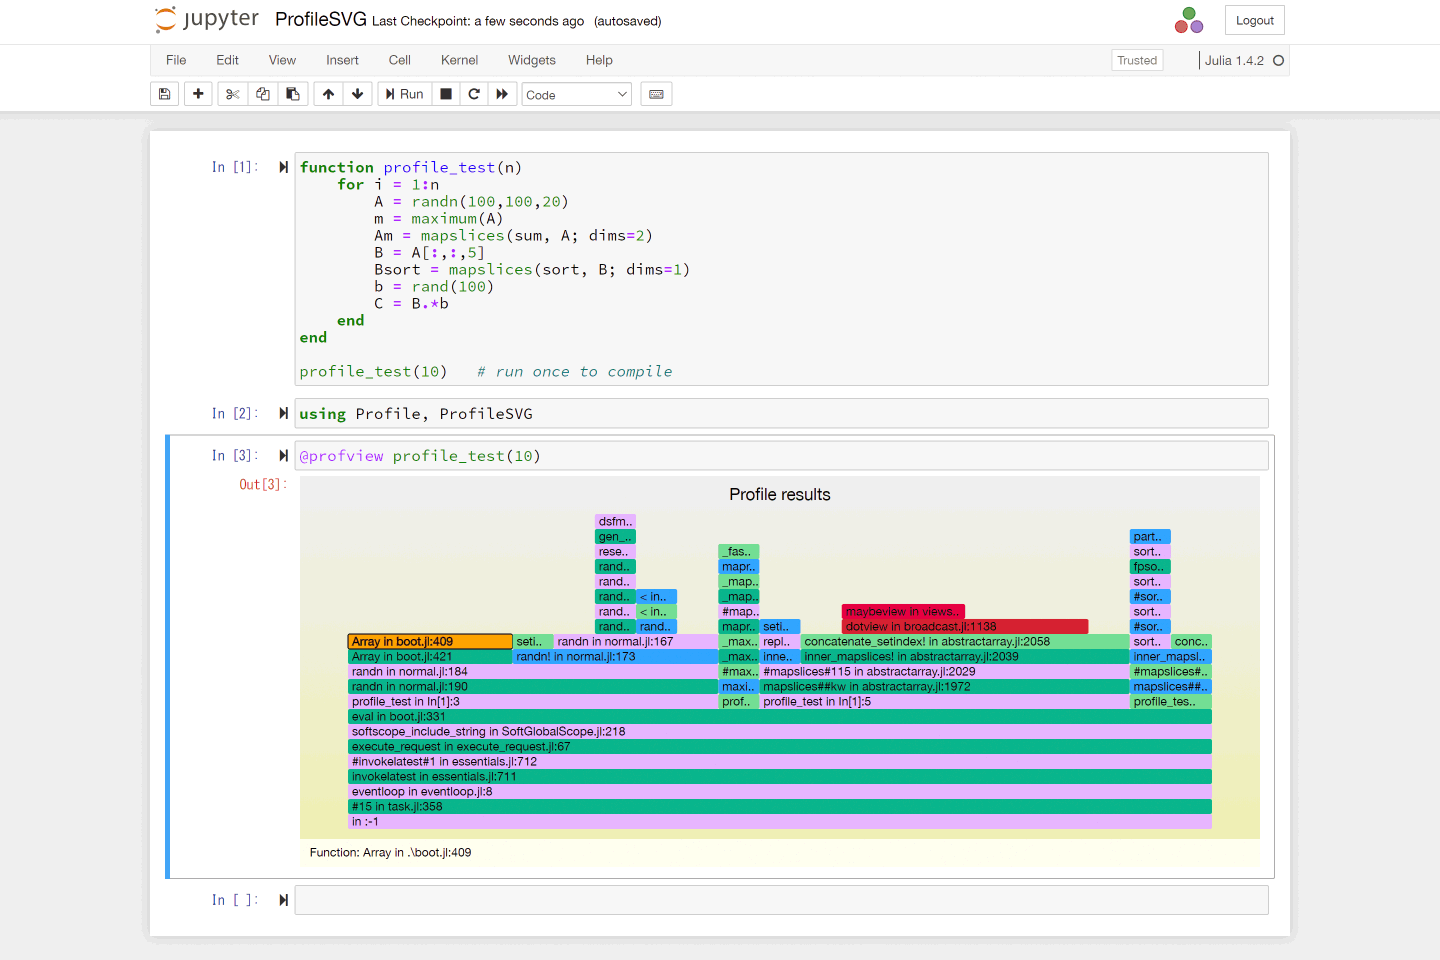 jupyter ProfileSVG Last Checkpoint: a few seconds ago (autosaved) Logout
File Edit View Insert Cell Kernel Widgets Help Trusted Julia 1.4.2
Run Code
In [1]:
function profile_test(n)
    for i = 1:n
        A = randn(100,100,20)
        m = maximum(A)
        Am = mapslices(sum, A; dims=2)
        B = A[:,:,5]
        Bsort = mapslices(sort, B; dims=1)
        b = rand(100)
        C = B.*b
    end
end
profile_test(10)   # run once to compile
In [2]: using Profile, ProfileSVG
In [3]: @profview profile_test(10)
Out[3]:
Profile results
dsfm..
gen_.. part..
rese.. _fas.. sort..
rand.. mapr.. fpso..
rand.. _map.. sort..
rand.. < in.. _map.. #sor..
rand.. < in.. #map.. maybeview in views.. sort..
rand.. rand.. mapr.. seti.. dotview in broadcast.jl:1138 #sor..
Array in boot.jl:409 seti.. randn in normal.jl:167 _max.. repl.. concatenate_setindex! in abstractarray.jl:2058 sort.. conc..
Array in boot.jl:421 randn! in normal.jl:173 _max.. inne.. inner_mapslices! in abstractarray.jl:2039 inner_mapsl..
randn in normal.jl:184 #max.. #mapslices#115 in abstractarray.jl:2029 #mapslices#..
randn in normal.jl:190 maxi.. mapslices##kw in abstractarray.jl:1972 mapslices##..
profile_test in In[1]:3 prof.. profile_test in In[1]:5 profile_tes..
eval in boot.jl:331
softscope_include_string in SoftGlobalScope.jl:218
execute_request in execute_request.jl:67
#invokelatest#1 in essentials.jl:712
invokelatest in essentials.jl:711
eventloop in eventloop.jl:8
#15 in task.jl:358
in :-1
Function: Array in .\boot.jl:409
In [ ]: